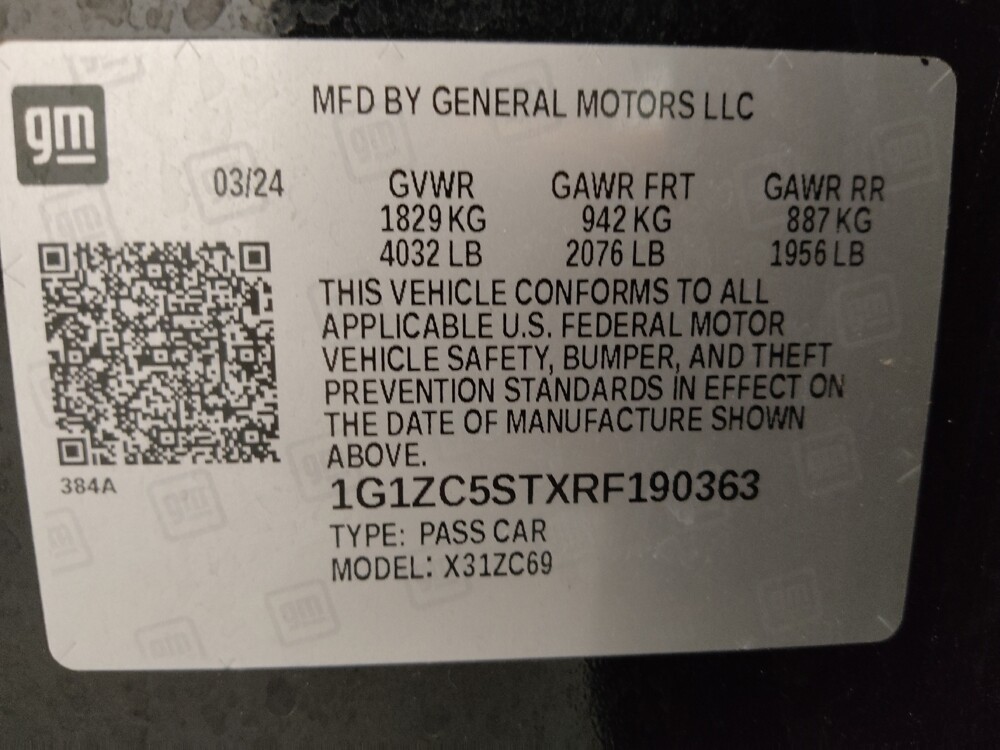 gm
MFD BY GENERAL MOTORS LLC
03/24 GVWR GAWR FRT GAWR RR
1829 KG 942 KG 887 KG
4032 LB 2076 LB 1956 LB
THIS VEHICLE CONFORMS TO ALL
APPLICABLE U.S. FEDERAL MOTOR
VEHICLE SAFETY, BUMPER, AND THEFT
PREVENTION STANDARDS IN EFFECT ON
THE DATE OF MANUFACTURE SHOWN
ABOVE.
384A
1G1ZC5STXRF190363
TYPE: PASS CAR
MODEL: X31ZC69